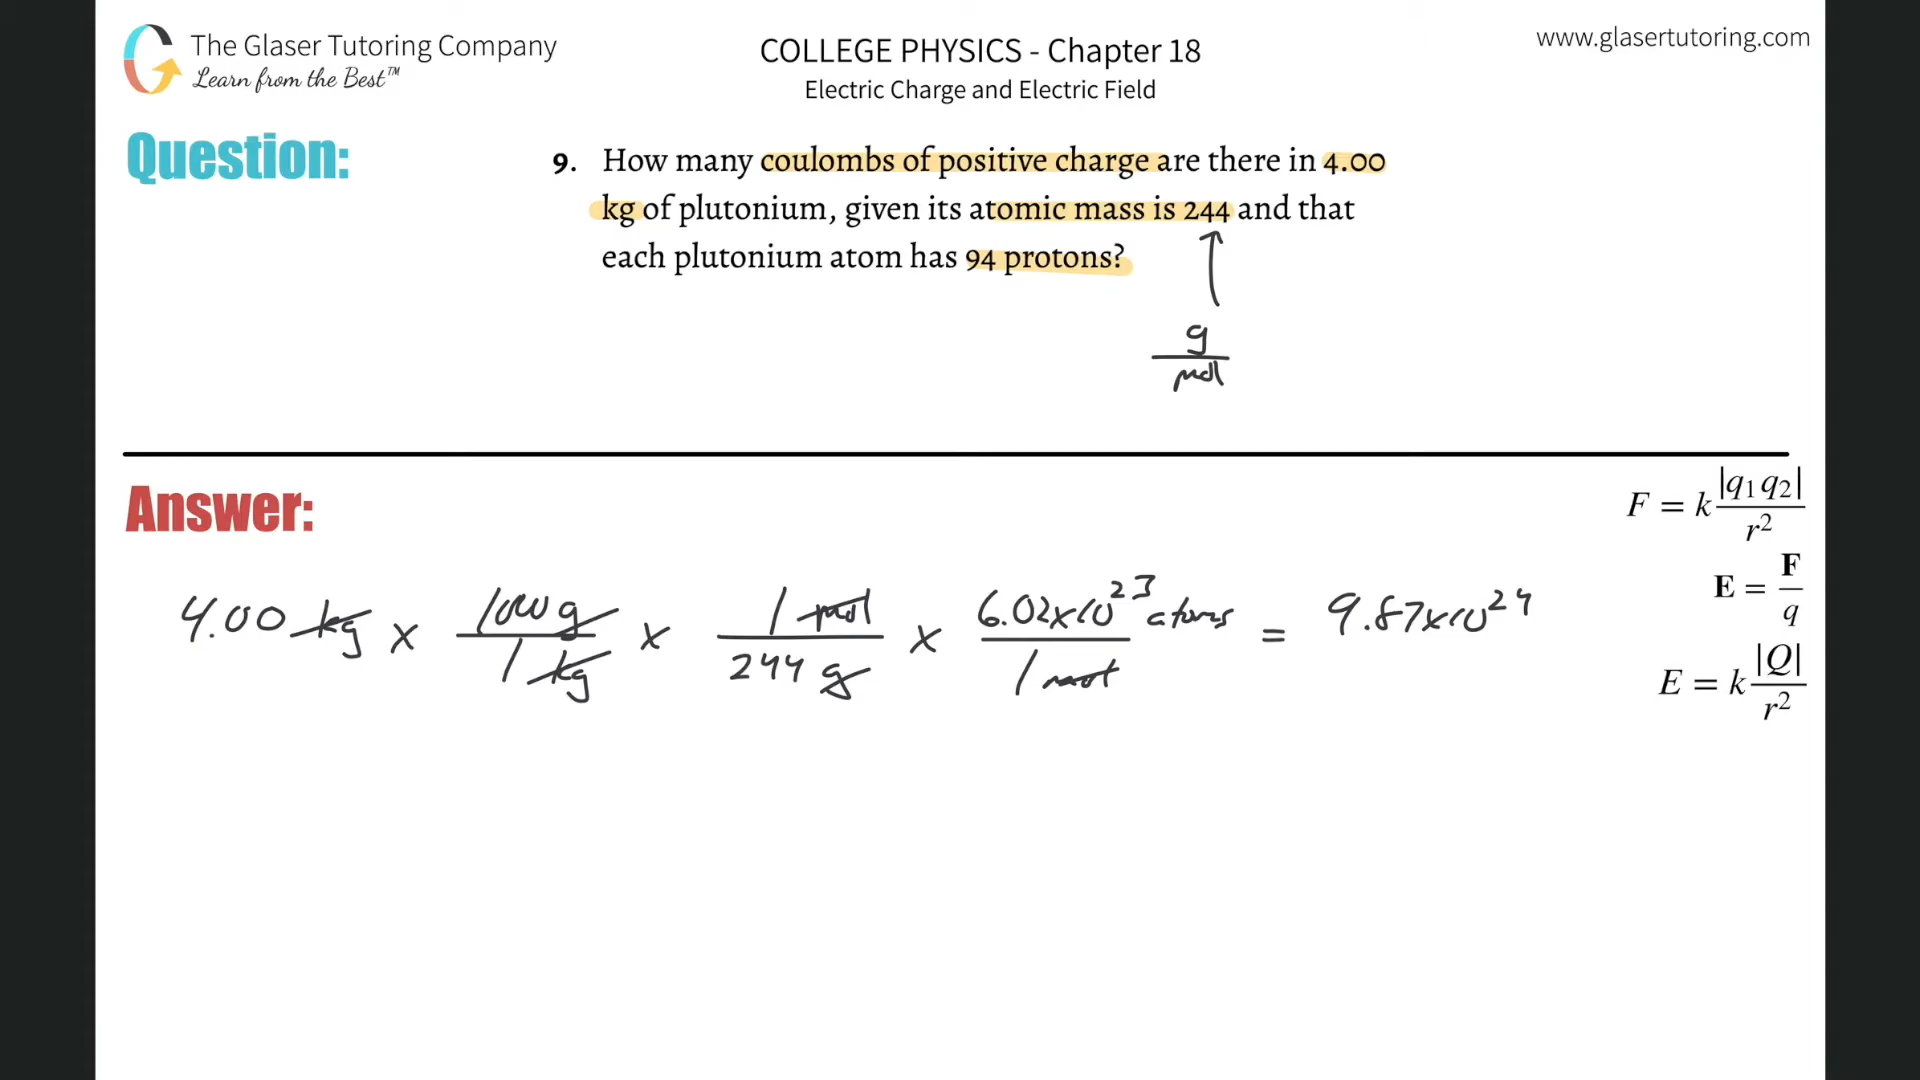 The Glaser Tutoring Company
Learn from the Best™
COLLEGE PHYSICS - Chapter 18
Electric Charge and Electric Field
www.glasertutoring.com
Question:
9. How many coulombs of positive charge are there in 4.00
kg of plutonium, given its atomic mass is 244 and that
each plutonium atom has 94 protons?
g
mol
Answer:
4.00 kg x 1000 g / 1 kg x 1 mol / 244 g x 6.02x10²³ atoms / 1 mol = 9.87x10²⁴
F = k |q₁q₂| / r²
E = F / q
E = k |Q| / r²